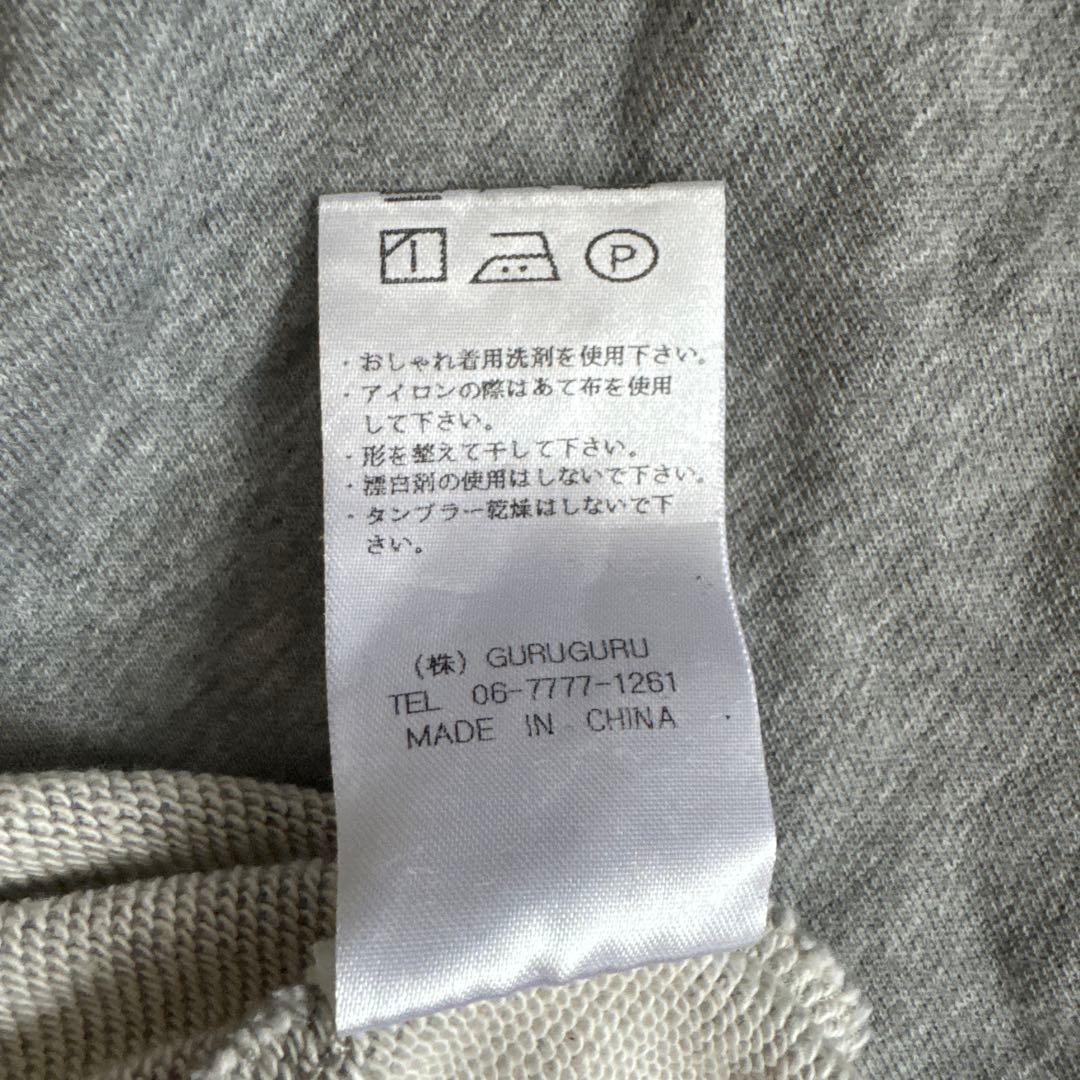 P
・おしゃれ着用洗剤を使用下さい。
・アイロンの際はあて布を使用
して下さい。
・形を整えて干して下さい。
・漂白剤の使用はしないで下さい。
・タンブラー乾燥はしないで下
さい。
(株) GURUGURU
TEL 06-7777-1261
MADE IN CHINA